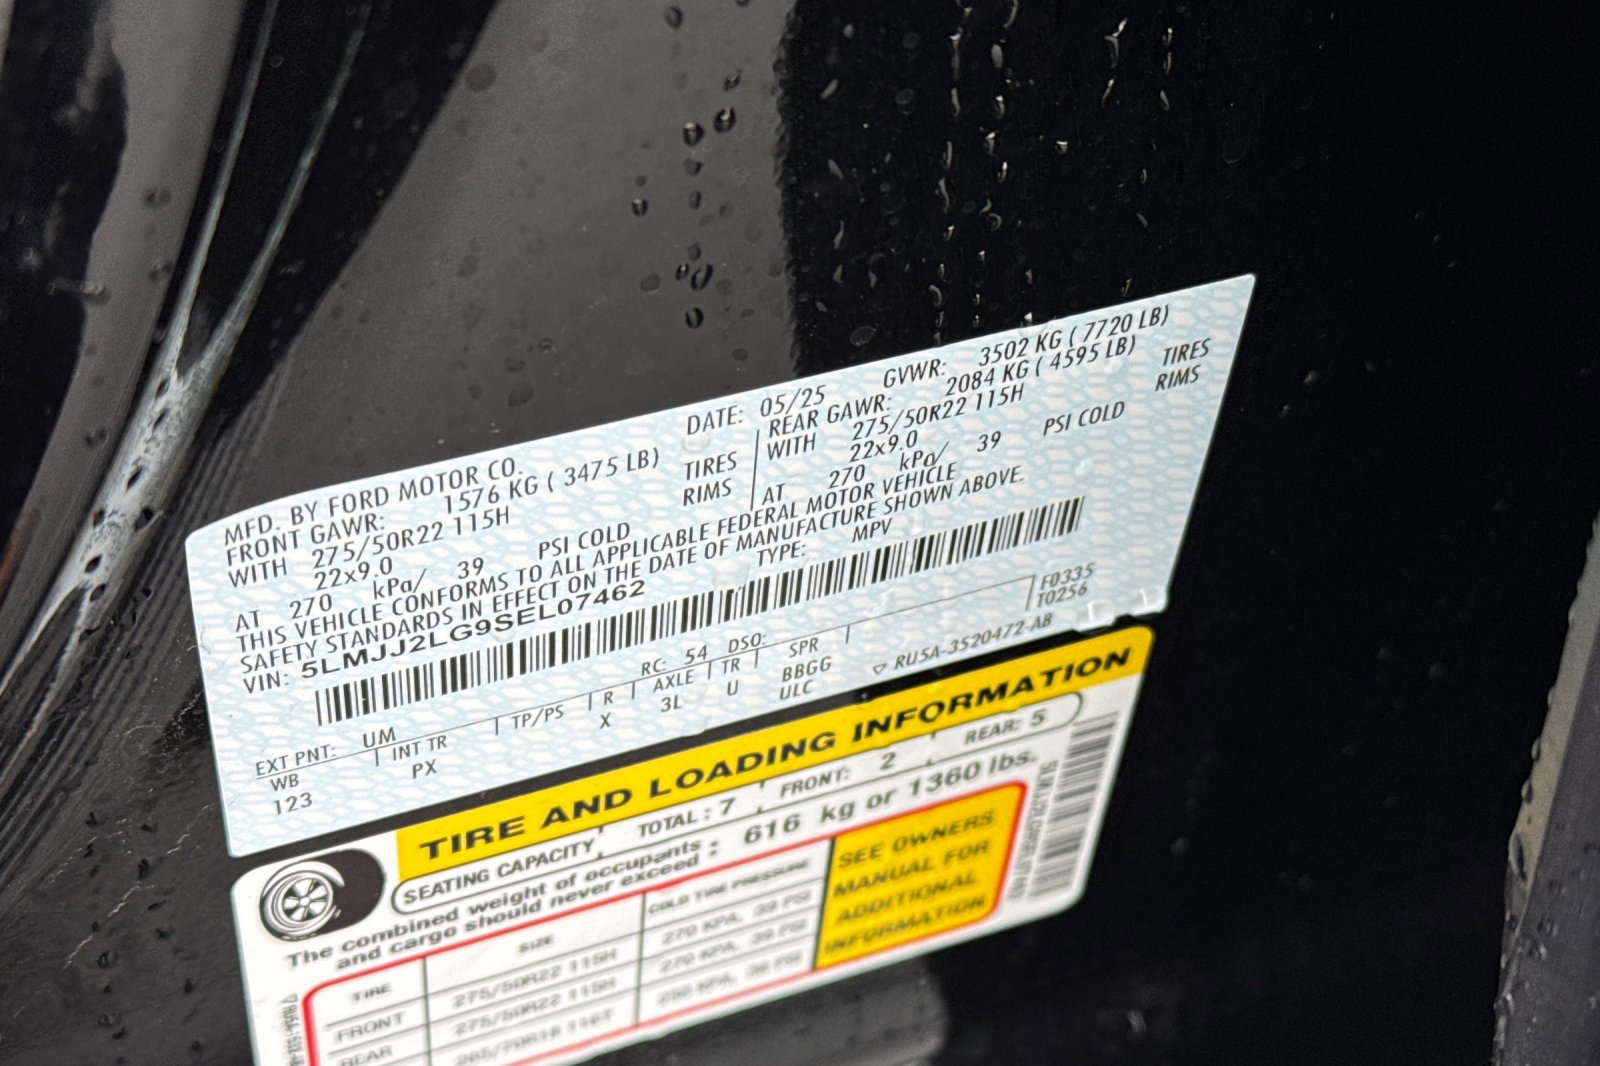 MFD. BY FORD MOTOR CO. DATE: 05/25 GVWR: 3502 KG ( 7720 LB)
FRONT GAWR: 1576 KG ( 3475 LB) REAR GAWR: 2084 KG ( 4595 LB)
WITH 275/50R22 115H TIRES WITH 275/50R22 115H TIRES
22x9.0 RIMS 22x9.0 RIMS
AT 270 kPa/ 39 PSI COLD AT 270 kPa/ 39 PSI COLD
THIS VEHICLE CONFORMS TO ALL APPLICABLE FEDERAL MOTOR VEHICLE
SAFETY STANDARDS IN EFFECT ON THE DATE OF MANUFACTURE SHOWN ABOVE.
VIN: 5LMJJ2LG9SEL07462 TYPE: MPV
F0335
T0256
EXT PNT: UM RC: 54 DSO:
WB INT TR TP/PS R AXLE TR SPR
123 PX X 3L U BBGG
ULC
▽ RU5A-3520472-AB
TIRE AND LOADING INFORMATION
SEATING CAPACITY TOTAL : 7 FRONT: 2 REAR: 5
The combined weight of occupants and cargo should never exceed : 616 kg or 1360 lbs.
TIRE SIZE COLD TIRE PRESSURE
FRONT 275/50R22 115H 270 KPA, 39 PSI
REAR 275/50R22 115H 270 KPA, 39 PSI
SEE OWNERS
MANUAL FOR
ADDITIONAL
INFORMATION